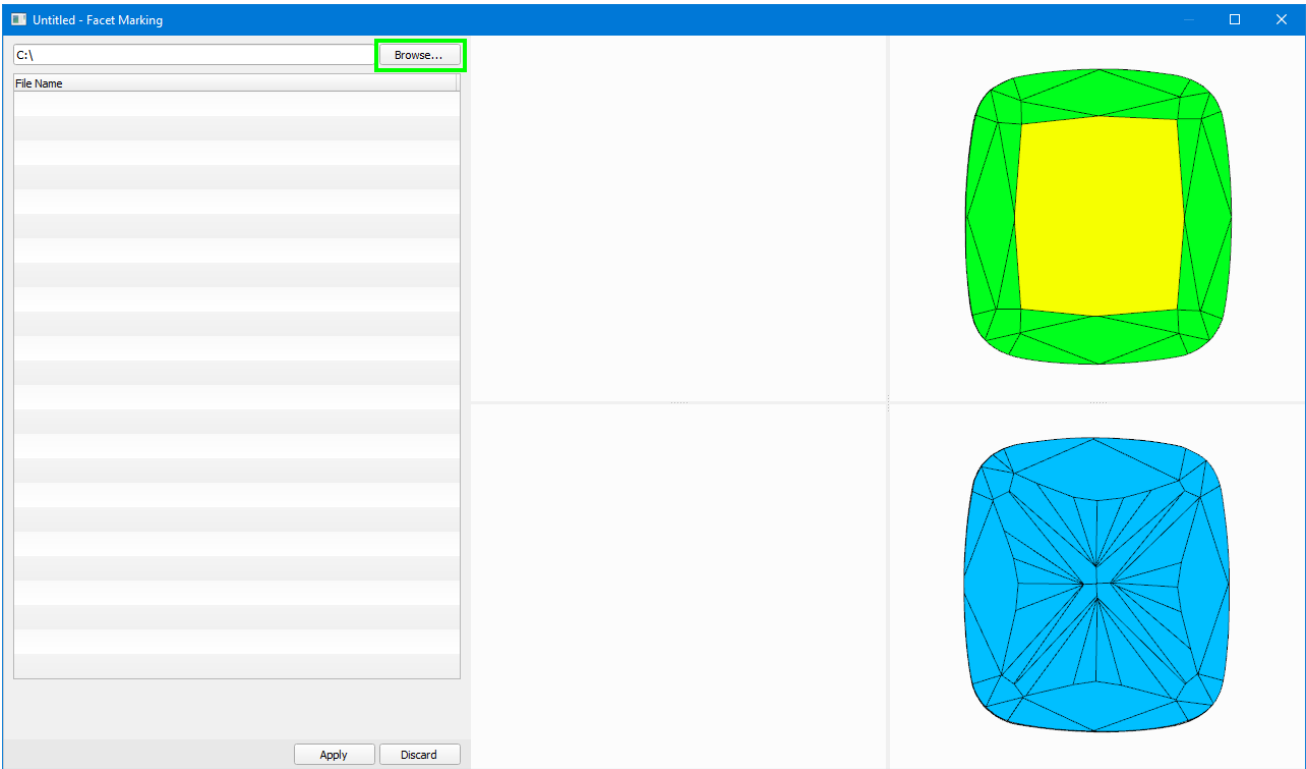 Untitled - Facet Marking
C:\
Browse...
File Name
Apply
Discard